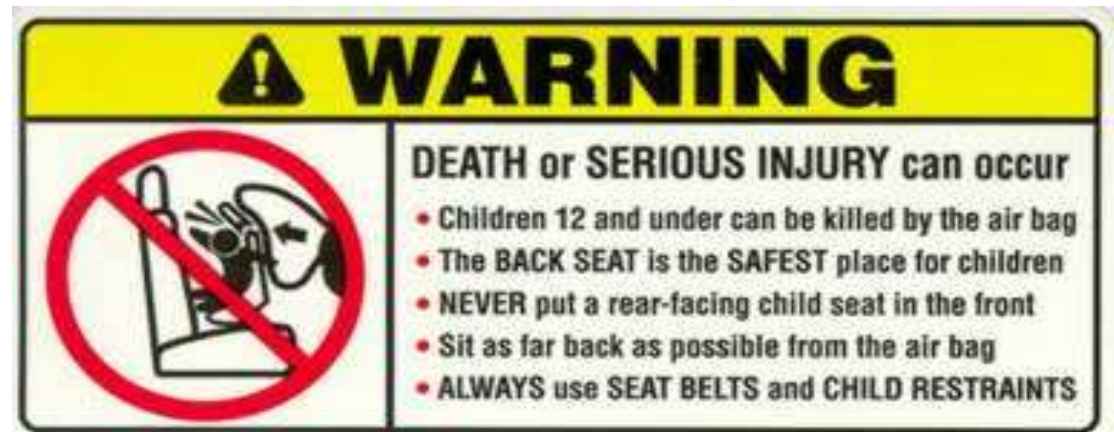 WARNING
DEATH or SERIOUS INJURY can occur
• Children 12 and under can be killed by the air bag
• The BACK SEAT is the SAFEST place for children
• NEVER put a rear-facing child seat in the front
• Sit as far back as possible from the air bag
• ALWAYS use SEAT BELTS and CHILD RESTRAINTS